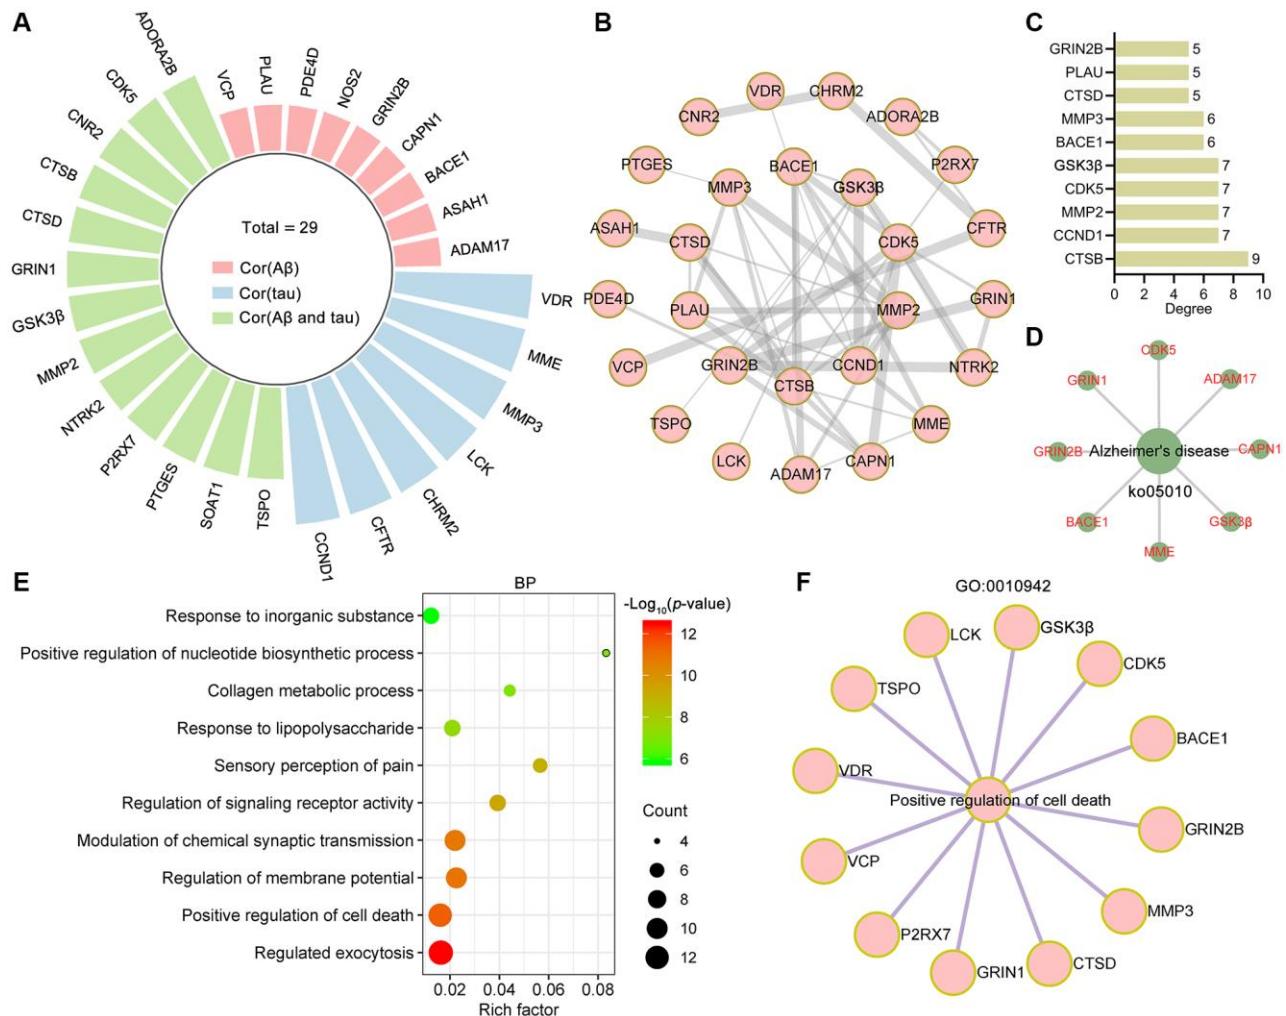 A
ADORA2B
CDK5
CNR2
CTSB
CTSD
GRIN1
GSK3β
MMP2
NTRK2
P2RX7
PTGES
SOAT1
TSPO
CCND1
CFTR
CHRM2
LCK
MMP3
MME
VDR
ADAM17
ASAH1
BACE1
CAPN1
GRIN2B
NOS2
PDE4D
PLAU
VCP
Total = 29
Cor(Aβ)
Cor(tau)
Cor(Aβ and tau)
B
VDR
CHRM2
CNR2
ADORA2B
PTGES
BACE1
P2RX7
MMP3
GSK3β
ASAH1
CTSD
CDK5
CFTR
PDE4D
PLAU
MMP2
GRIN1
VCP
GRIN2B
CTSB
CCND1
NTRK2
TSPO
MME
LCK
ADAM17
CAPN1
C
GRIN2B 5
PLAU 5
CTSD 5
MMP3 6
BACE1 6
GSK3β 7
CDK5 7
MMP2 7
CCND1 7
CTSB 9
0 2 4 6 8 10
Degree
D
CDK5
GRIN1
ADAM17
GRIN2B
Alzheimer's disease
CAPN1
ko05010
BACE1
GSK3β
MME
E
BP
Response to inorganic substance
Positive regulation of nucleotide biosynthetic process
Collagen metabolic process
Response to lipopolysaccharide
Sensory perception of pain
Regulation of signaling receptor activity
Modulation of chemical synaptic transmission
Regulation of membrane potential
Positive regulation of cell death
Regulated exocytosis
0.02 0.04 0.06 0.08
Rich factor
-Log10(p-value)
12
10
8
6
Count
4
6
8
10
12
F
GO:0010942
LCK
GSK3β
CDK5
TSPO
BACE1
VDR
Positive regulation of cell death
GRIN2B
VCP
MMP3
P2RX7
CTSD
GRIN1